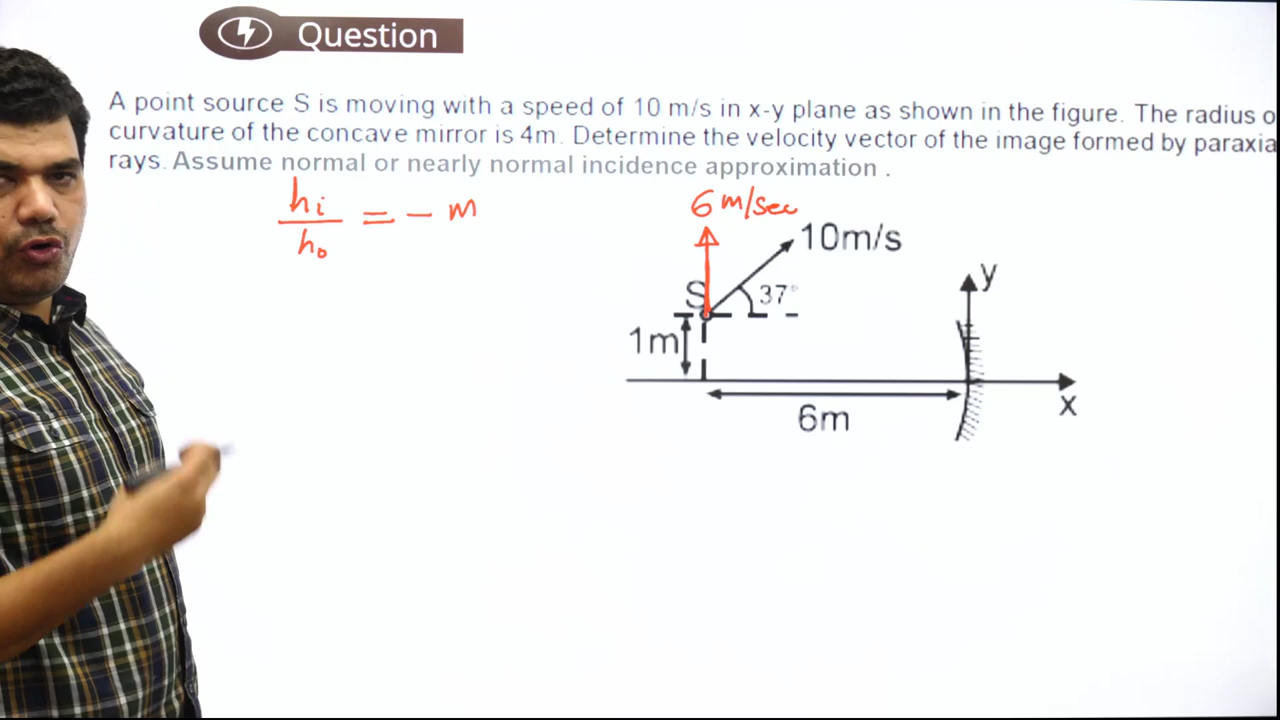 Question
A point source S is moving with a speed of 10 m/s in x-y plane as shown in the figure. The radius o
curvature of the concave mirror is 4m. Determine the velocity vector of the image formed by paraxia
rays. Assume normal or nearly normal incidence approximation .
hi
ho
= - m
6 m/sec
10m/s
y
S
37°
1m
x
6m